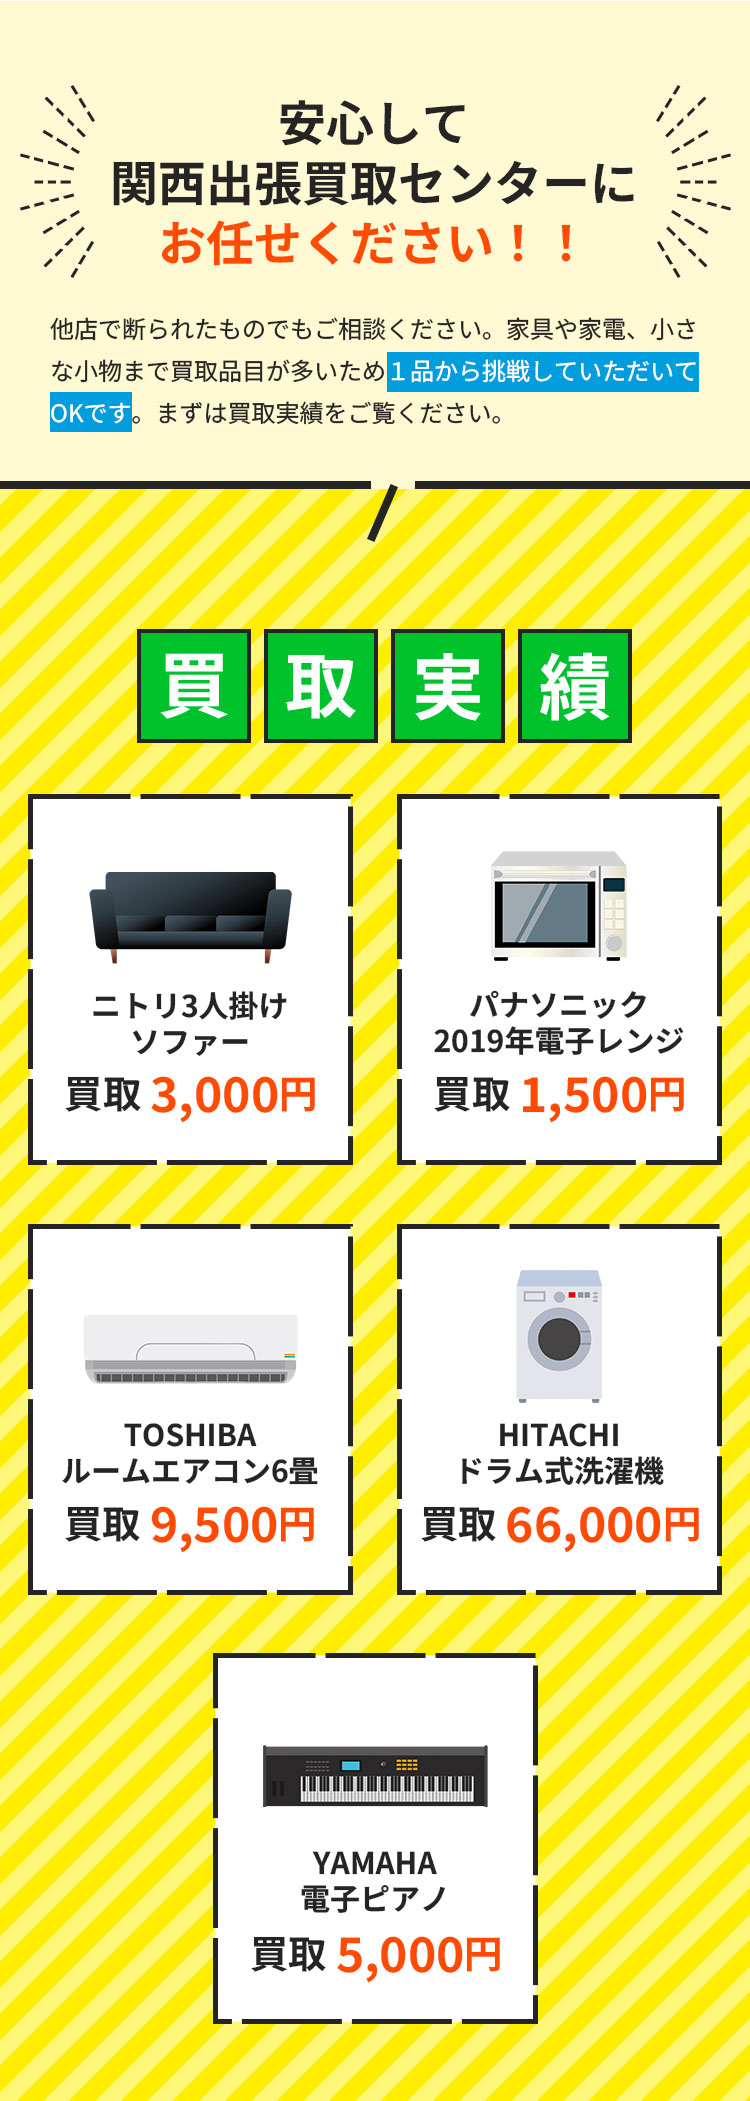 安心して
関西出張買取センターに
お任せください！！
他店で断られたものでもご相談ください。家具や家電、小さ
な小物まで買取品目が多いため１品から挑戦していただいて
OKです。まずは買取実績をご覧ください。
買取実績
ニトリ3人掛け
ソファー
買取 3,000円
パナソニック
2019年電子レンジ
買取 1,500円
TOSHIBA
ルームエアコン6畳
買取 9,500円
HITACHI
ドラム式洗濯機
買取 66,000円
YAMAHA
電子ピアノ
買取 5,000円